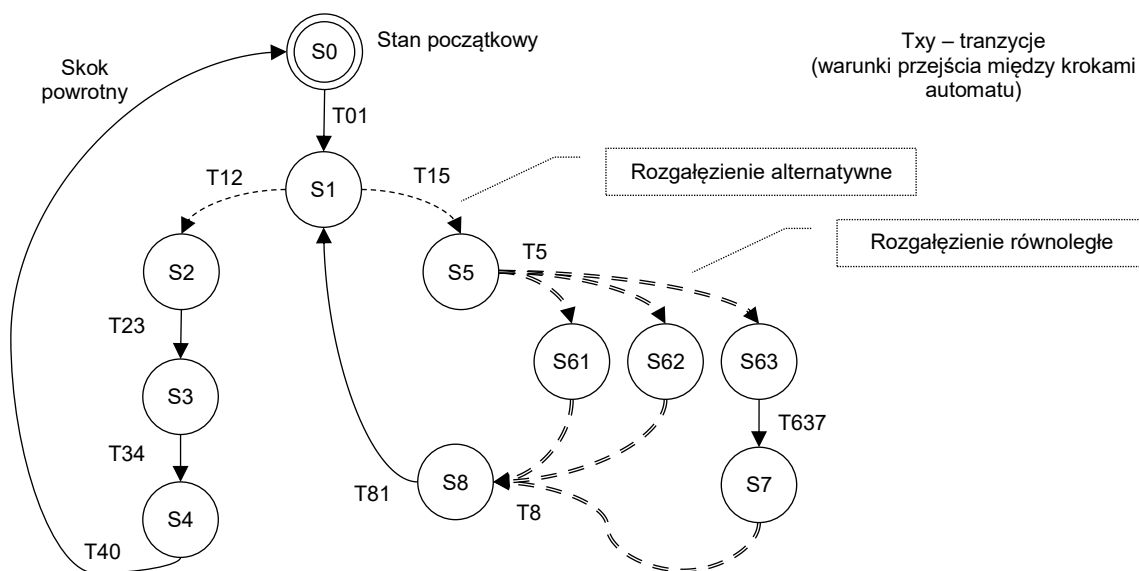 S0
Stan początkowy
Txy – tranzycje
(warunki przejścia między krokami
automatu)
Skok
powrotny
T01
T12
S1
T15
Rozgałęzienie alternatywne
S2
S5
T5
Rozgałęzienie równoległe
T23
S61
S62
S63
S3
T637
T34
S8
S7
S4
T81
T8
T40